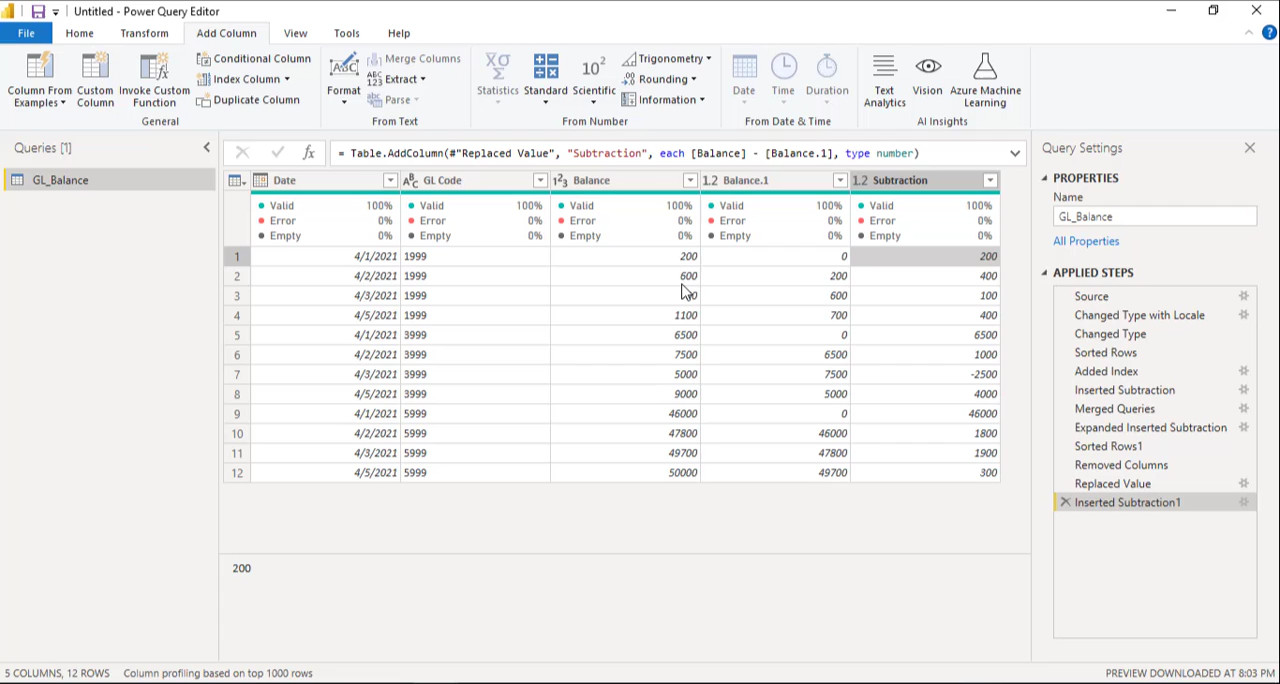 Untitled - Power Query Editor
File Home Transform Add Column View Tools Help
Column From Examples
Custom Column
Invoke Custom Function
Conditional Column
Index Column
Duplicate Column
General
Format
Merge Columns
Extract
Parse
From Text
Statistics
Standard
Scientific
Trigonometry
Rounding
Information
From Number
Date
Time
Duration
From Date & Time
Text Analytics
Vision
Azure Machine Learning
AI Insights
Queries [1]
GL_Balance
fx = Table.AddColumn(#"Replaced Value", "Subtraction", each [Balance] - [Balance.1], type number)
Date ABC GL Code 123 Balance 1.2 Balance.1 1.2 Subtraction
Valid 100% Valid 100% Valid 100% Valid 100% Valid 100%
Error 0% Error 0% Error 0% Error 0% Error 0%
Empty 0% Empty 0% Empty 0% Empty 0% Empty 0%
1 4/1/2021 1999 200 0 200
2 4/2/2021 1999 600 200 400
3 4/3/2021 1999 600 100
4 4/5/2021 1999 1100 700 400
5 4/1/2021 3999 6500 0 6500
6 4/2/2021 3999 7500 6500 1000
7 4/3/2021 3999 5000 7500 -2500
8 4/5/2021 3999 9000 5000 4000
9 4/1/2021 5999 46000 0 46000
10 4/2/2021 5999 47800 46000 1800
11 4/3/2021 5999 49700 47800 1900
12 4/5/2021 5999 50000 49700 300
200
Query Settings
PROPERTIES
Name
GL_Balance
All Properties
APPLIED STEPS
Source
Changed Type with Locale
Changed Type
Sorted Rows
Added Index
Inserted Subtraction
Merged Queries
Expanded Inserted Subtraction
Sorted Rows1
Removed Columns
Replaced Value
Inserted Subtraction1
5 COLUMNS, 12 ROWS Column profiling based on top 1000 rows
PREVIEW DOWNLOADED AT 8:03 PM